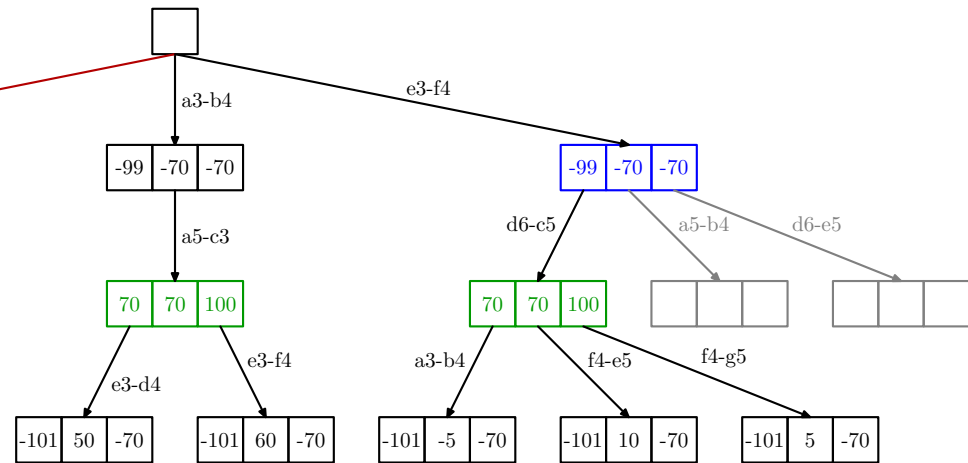 e3-f4
a3-b4
-99 -70 -70
-99 -70 -70
d6-c5
a5-b4
d6-e5
a5-c3
70 70 100
70 70 100
e3-d4
e3-f4
a3-b4
f4-e5
f4-g5
-101 50 -70
-101 60 -70
-101 -5 -70
-101 10 -70
-101 5 -70